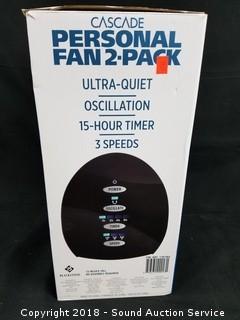 CASCADE
PERSONAL
FAN 2-PACK
ULTRA-QUIET
OSCILLATION
15-HOUR TIMER
3 SPEEDS
POWER
OSCILLATE
TIMER
SPEED
Copyright 2018 - Sound Auction Service